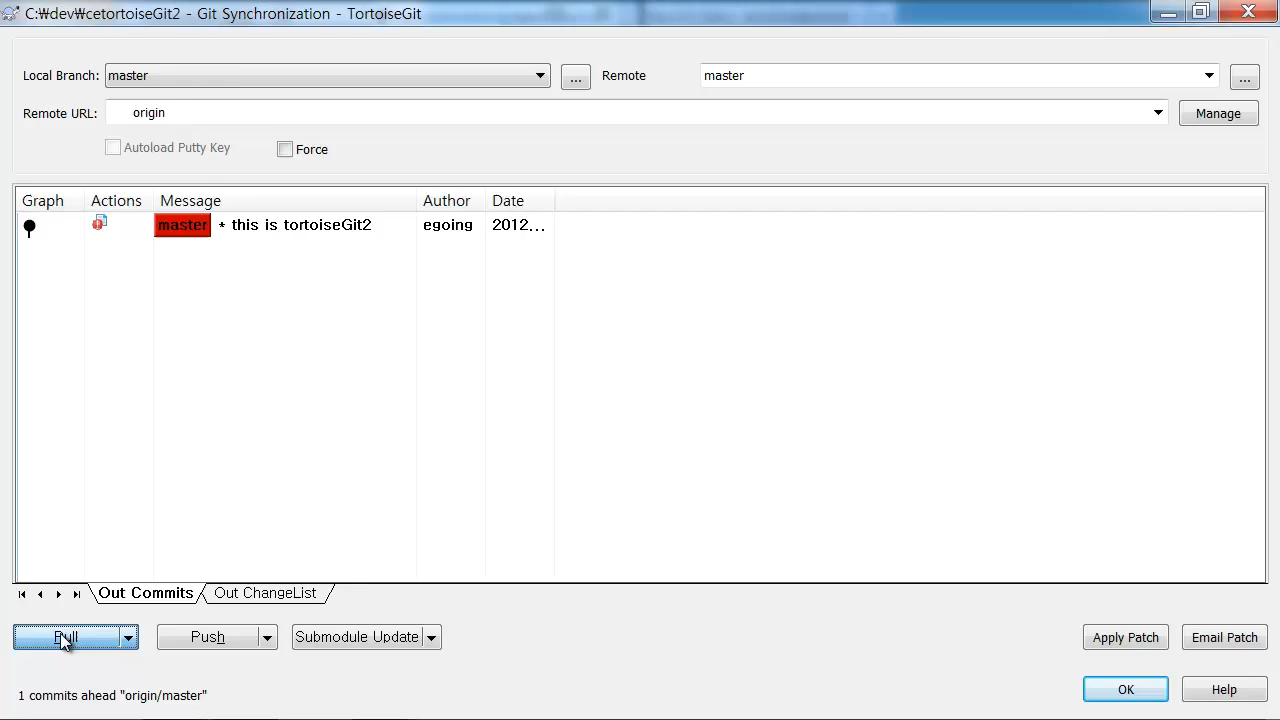 C:₩dev₩cetortoiseGit2 - Git Synchronization - TortoiseGit
Local Branch: master ... Remote master ...
Remote URL: origin Manage
Autoload Putty Key Force
Graph Actions Message Author Date
master * this is tortoiseGit2 egoing 2012...
Out Commits Out ChangeList
Pull Push Submodule Update Apply Patch Email Patch
1 commits ahead "origin/master" OK Help